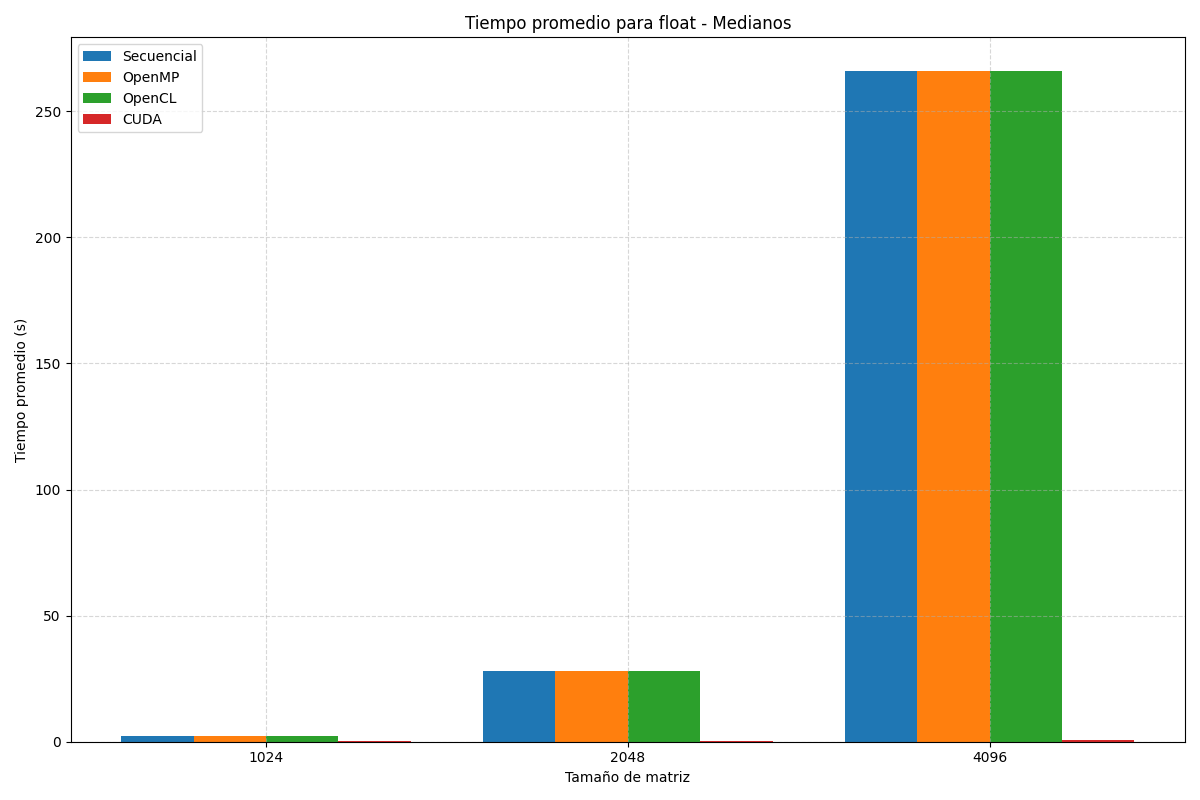 Tiempo promedio para float - Medianos
Secuencial
OpenMP
OpenCL
CUDA
Tiempo promedio (s)
250
200
150
100
50
0
1024
2048
4096
Tamaño de matriz